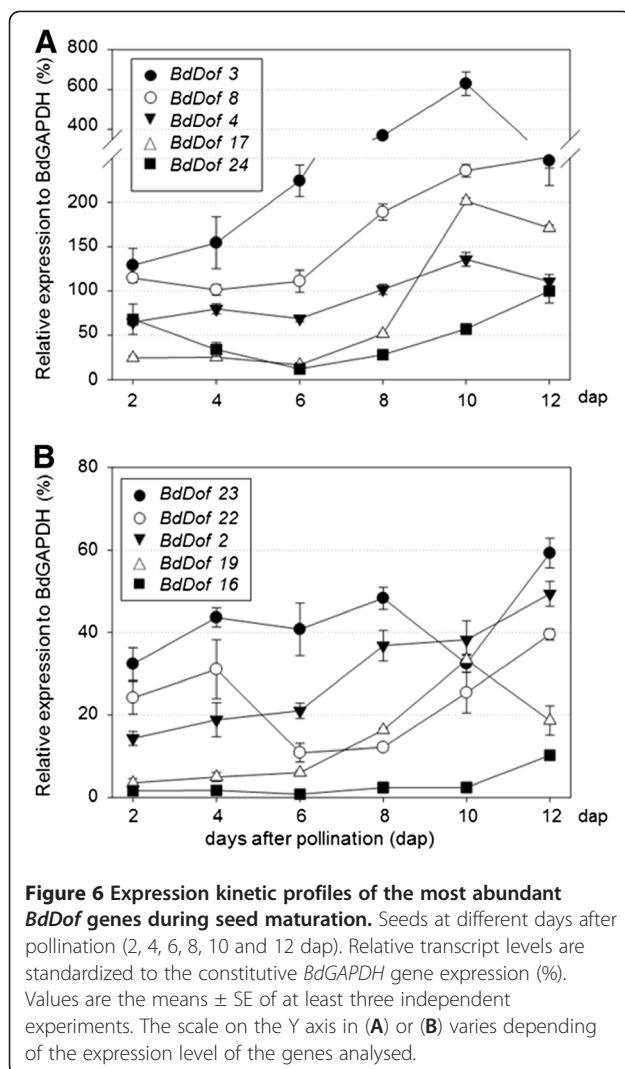 A
Relative expression to BdGAPDH (%)
800
600
400
200
150
100
50
0
BdDof 3
BdDof 8
BdDof 4
BdDof 17
BdDof 24
2 4 6 8 10 12 dap
B
Relative expression to BdGAPDH (%)
80
60
40
20
0
BdDof 23
BdDof 22
BdDof 2
BdDof 19
BdDof 16
2 4 6 8 10 12 dap
days after pollination (dap)
Figure 6 Expression kinetic profiles of the most abundant
BdDof genes during seed maturation. Seeds at different days after
pollination (2, 4, 6, 8, 10 and 12 dap). Relative transcript levels are
standardized to the constitutive BdGAPDH gene expression (%).
Values are the means ± SE of at least three independent
experiments. The scale on the Y axis in (A) or (B) varies depending
of the expression level of the genes analysed.